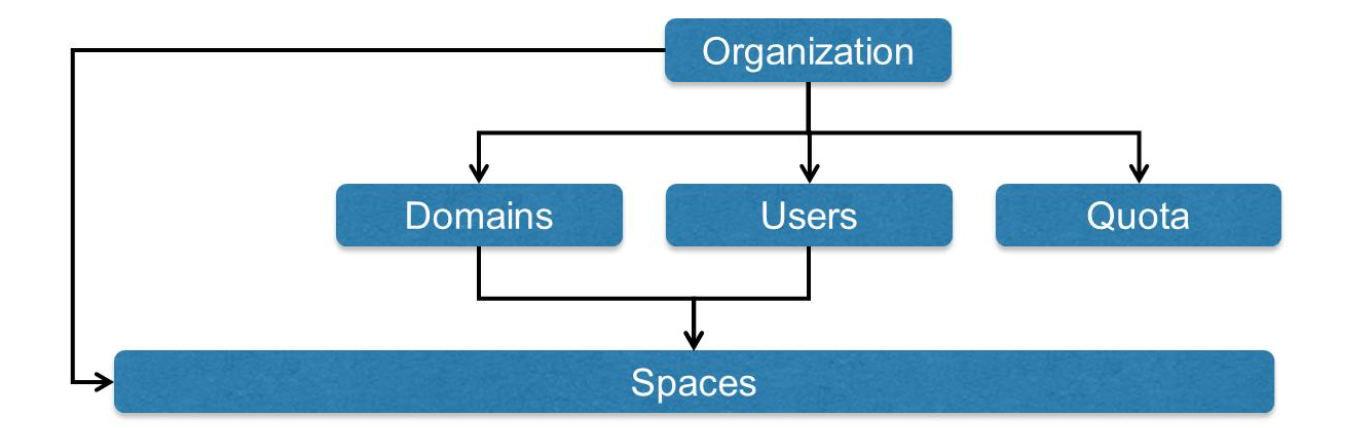 Organization
Domains
Users
Quota
Spaces